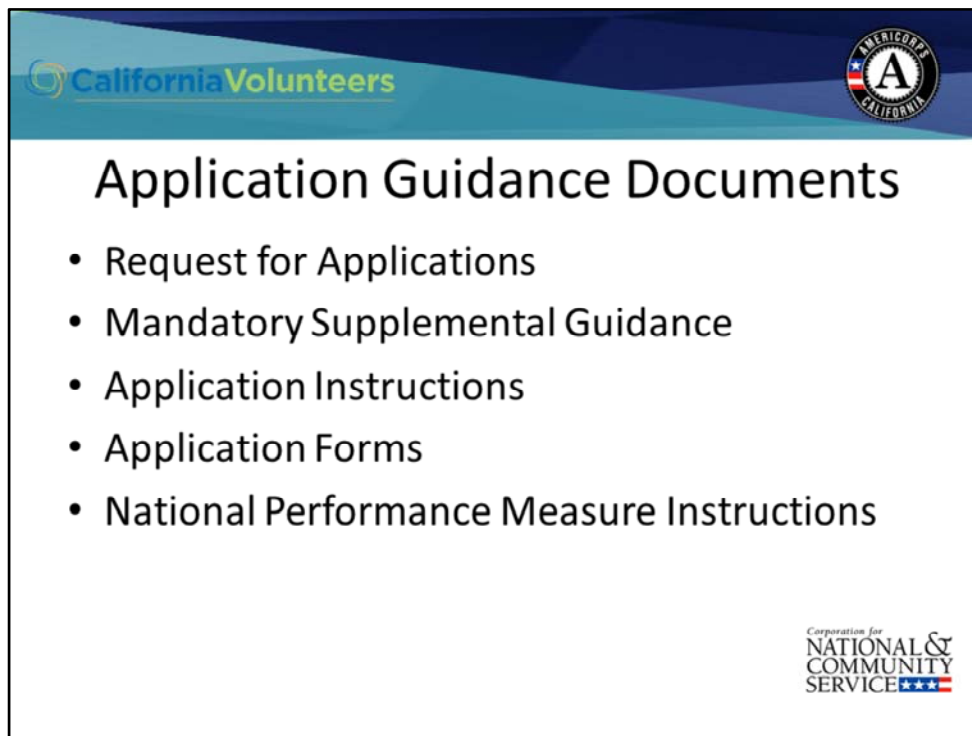 CaliforniaVolunteers
AMERICORPS
A
CALIFORNIA
Application Guidance Documents
• Request for Applications
• Mandatory Supplemental Guidance
• Application Instructions
• Application Forms
• National Performance Measure Instructions
Corporation for
NATIONAL &
COMMUNITY
SERVICE